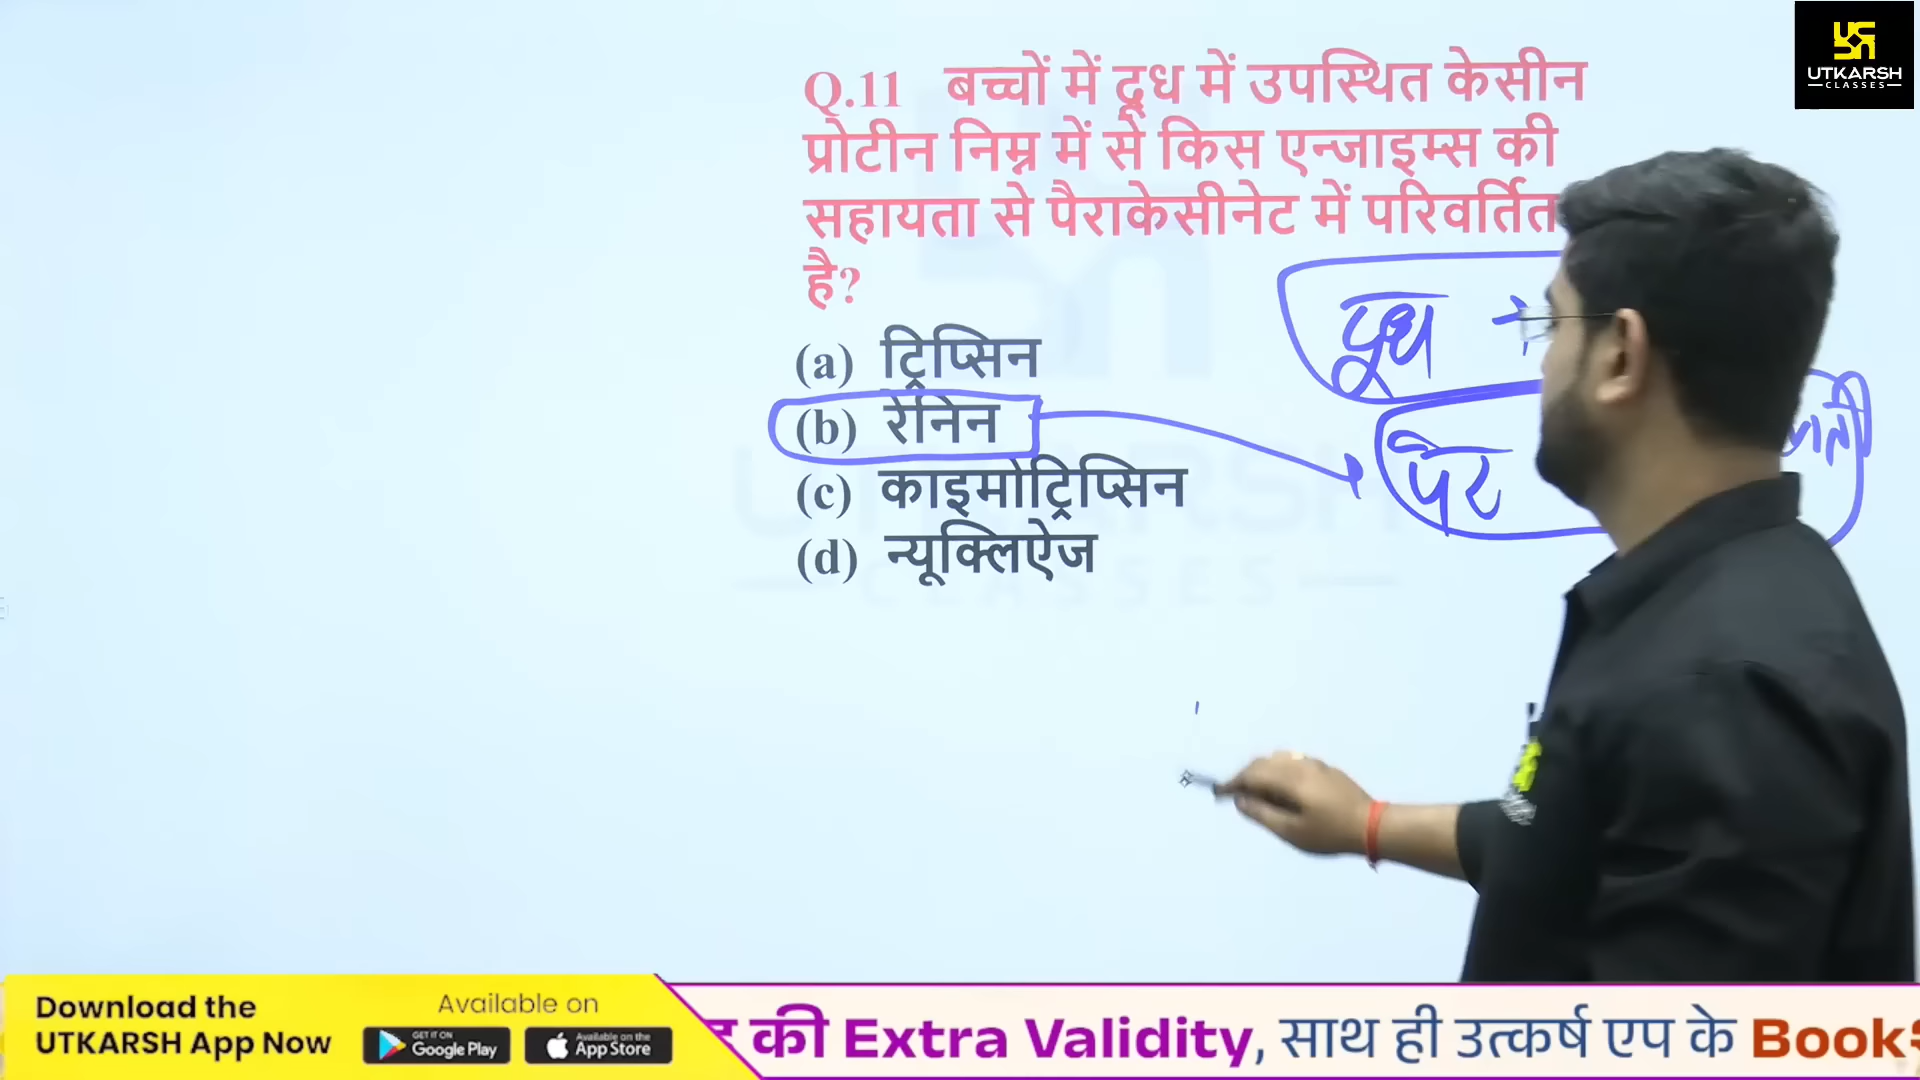 UTKARSH
CLASSES
Q.11 बच्चों में दूध में उपस्थित केसीन
प्रोटीन निम्न में से किस एन्जाइम्स की
सहायता से पैराकेसीनेट में परिवर्तित
है?
दूध
(a) ट्रिप्सिन
(b) रेनिन
(c) काइमोट्रिप्सिन
(d) न्यूक्लिऐज
Download the
UTKARSH App Now
Available on
GET IT ON
Google Play
Available on the
App Store
की Extra Validity, साथ ही उत्कर्ष एप के Book